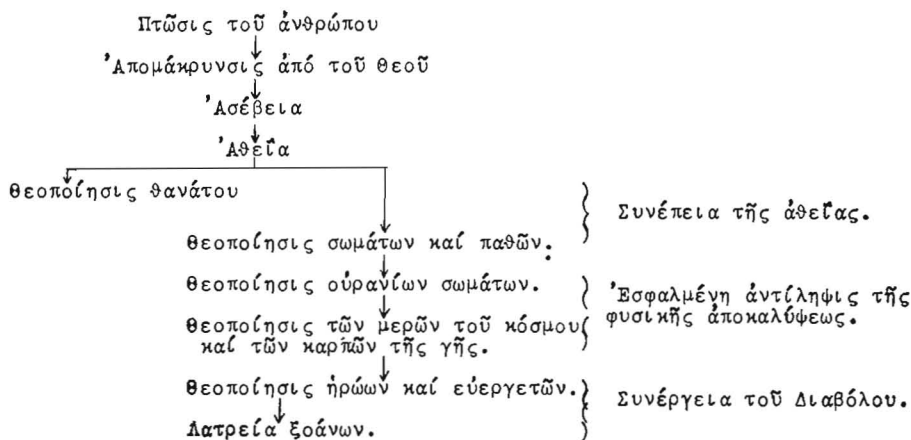 Πτῶσις τοῦ ἀνθρώπου
Ἀπομάκρυνσις ἀπό τοῦ Θεοῦ
Ἀσέβεια
Ἀθεΐα
Θεοποίησις θανάτου
Συνέπεια τῆς ἀθεΐας.
Θεοποίησις σωμάτων καί παθῶν.
Θεοποίησις οὐρανίων σωμάτων.
Ἐσφαλμένη ἀντίληψις τῆς
φυσικῆς ἀποκαλύψεως.
Θεοποίησις τῶν μερῶν τοῦ κόσμου
καί τῶν καρπῶν τῆς γῆς.
Θεοποίησις ἡρώων καί εὐεργετῶν.
Συνέργεια τοῦ Διαβόλου.
Λατρεία ξοάνων.